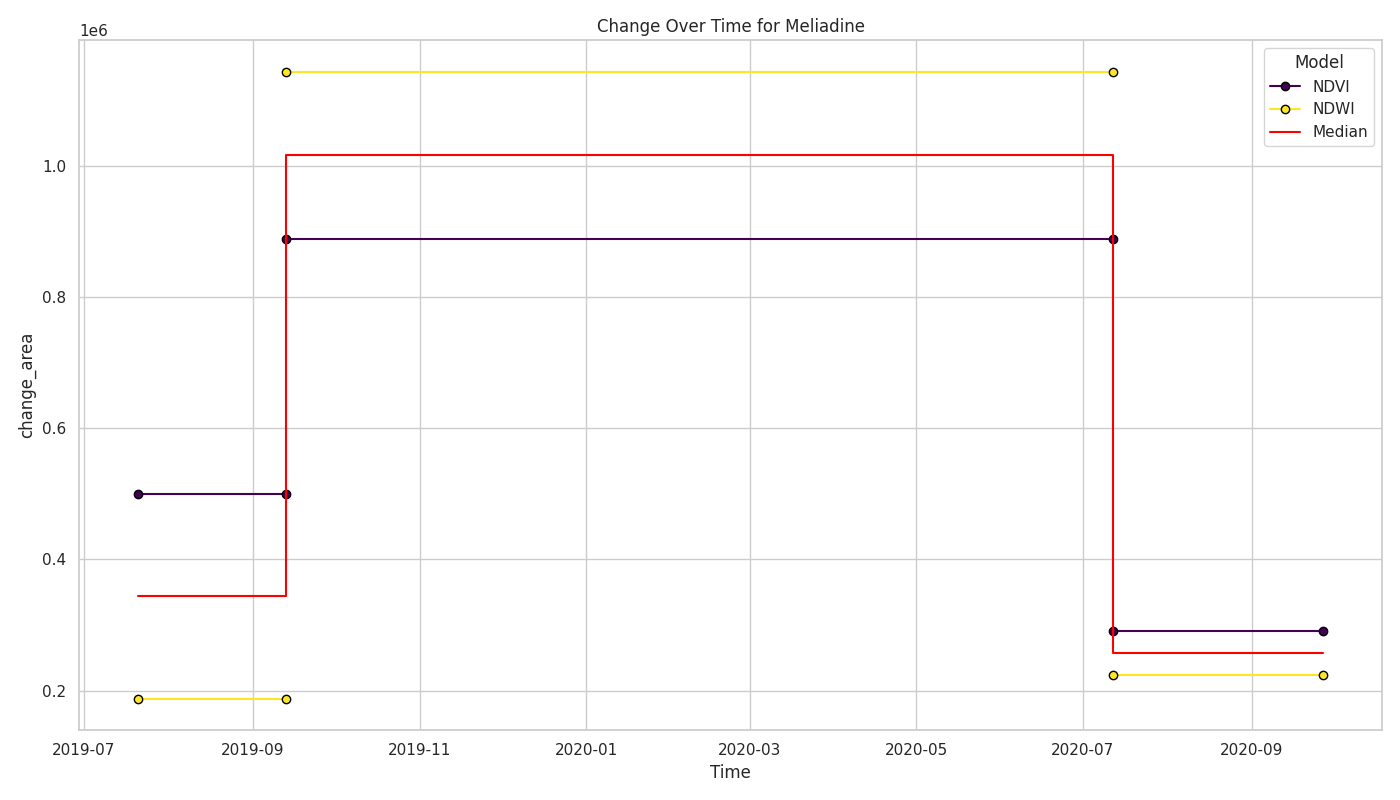 Change Over Time for Meliadine
1e6
Model
NDVI
NDWI
Median
1.0
0.8
0.6
0.4
0.2
change_area
2019-07 2019-09 2019-11 2020-01 2020-03 2020-05 2020-07 2020-09
Time